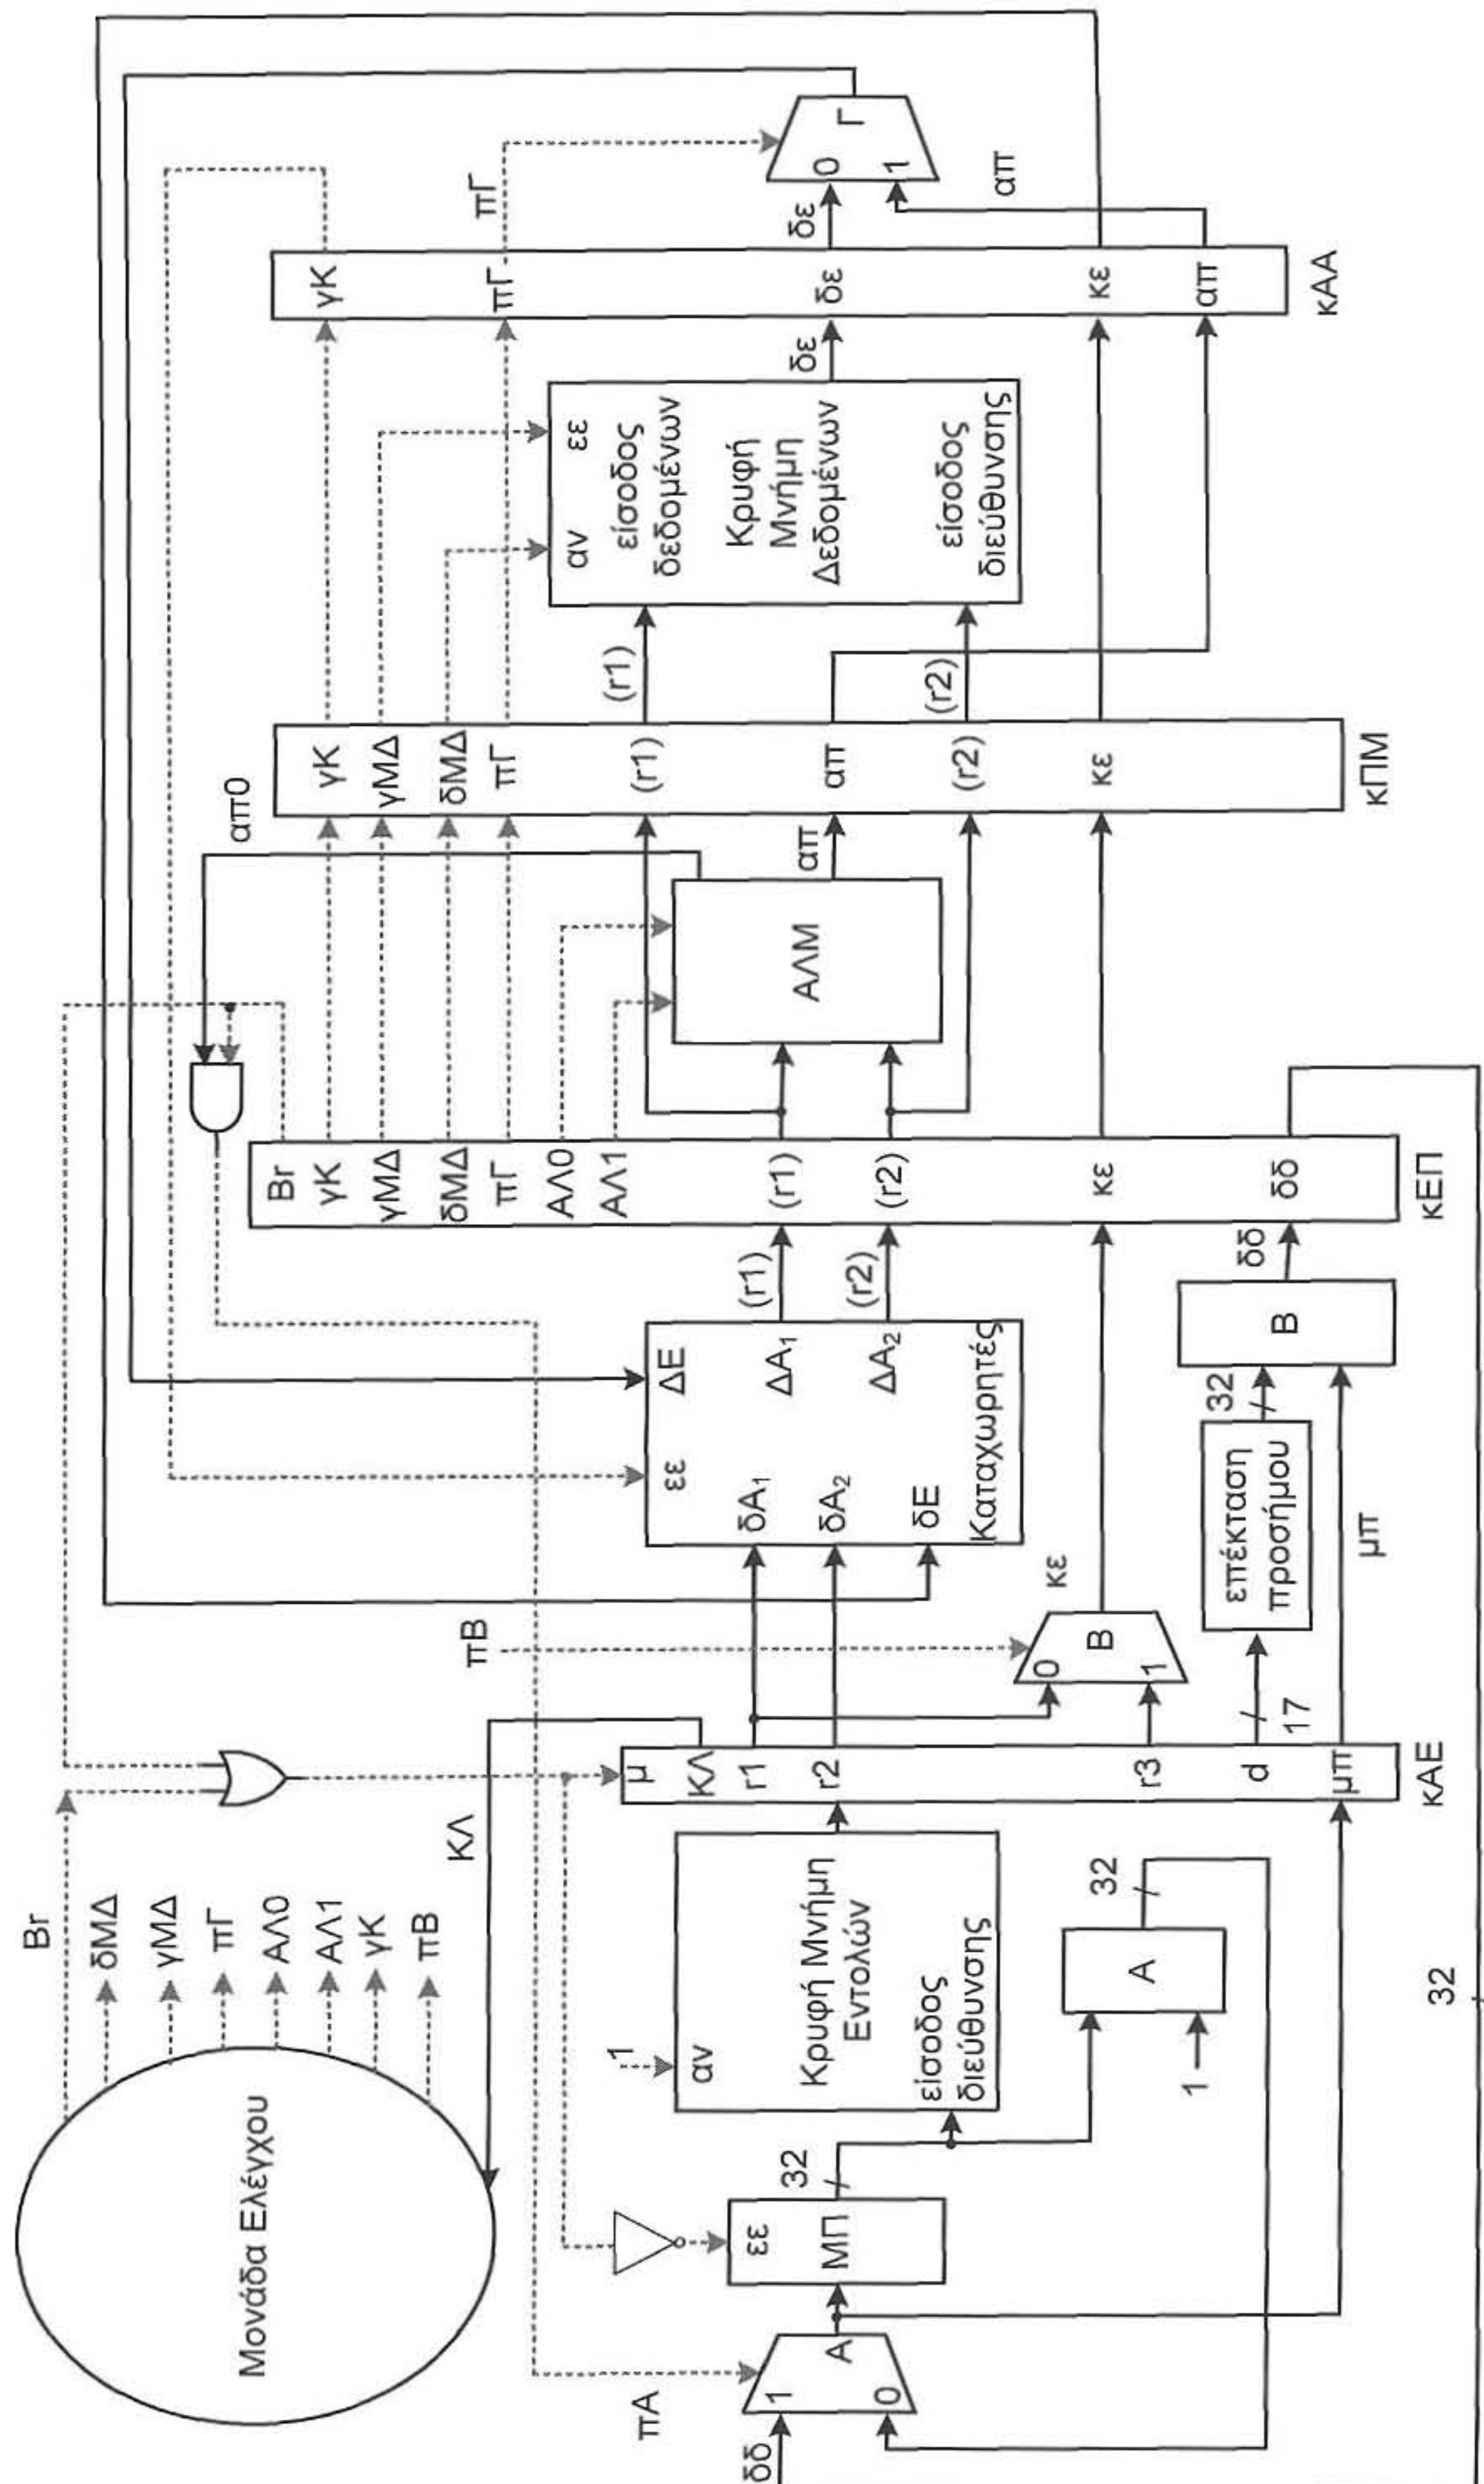 Μονάδα Ελέγχου
Br
δΜΔ
γΜΔ
πΓ
ΑΛ0
ΑΛ1
γΚ
πΒ
ΚΛ
πΑ
δδ
1
0
Α
εε
ΜΠ
32
1
αν
Κρυφή Μνήμη
Εντολών
είσοδος
διεύθυνσης
1
Α
32
32
μ
ΚΛ
r1
r2
r3
d
μπ
κΑΕ
17
πΒ
0
1
Β
κε
επέκταση
προσήμου
μπ
32
Β
δδ
εε
ΔΕ
δΑ1
δΑ2
δΕ
ΔΑ1
ΔΑ2
Καταχωρητές
(r1)
(r2)
Br
γΚ
γΜΔ
δΜΔ
πΓ
ΑΛ0
ΑΛ1
(r1)
(r2)
κε
δδ
κΕΠ
ΑΛΜ
απ0
απ
γΚ
γΜΔ
δΜΔ
πΓ
(r1)
απ
(r2)
κε
κΠΜ
(r1)
(r2)
αν
εε
είσοδος
δεδομένων
Κρυφή
Μνήμη
Δεδομένων
είσοδος
διεύθυνσης
δε
γΚ
πΓ
δε
κε
απ
κΑΑ
πΓ
δε
απ
0
1
Γ